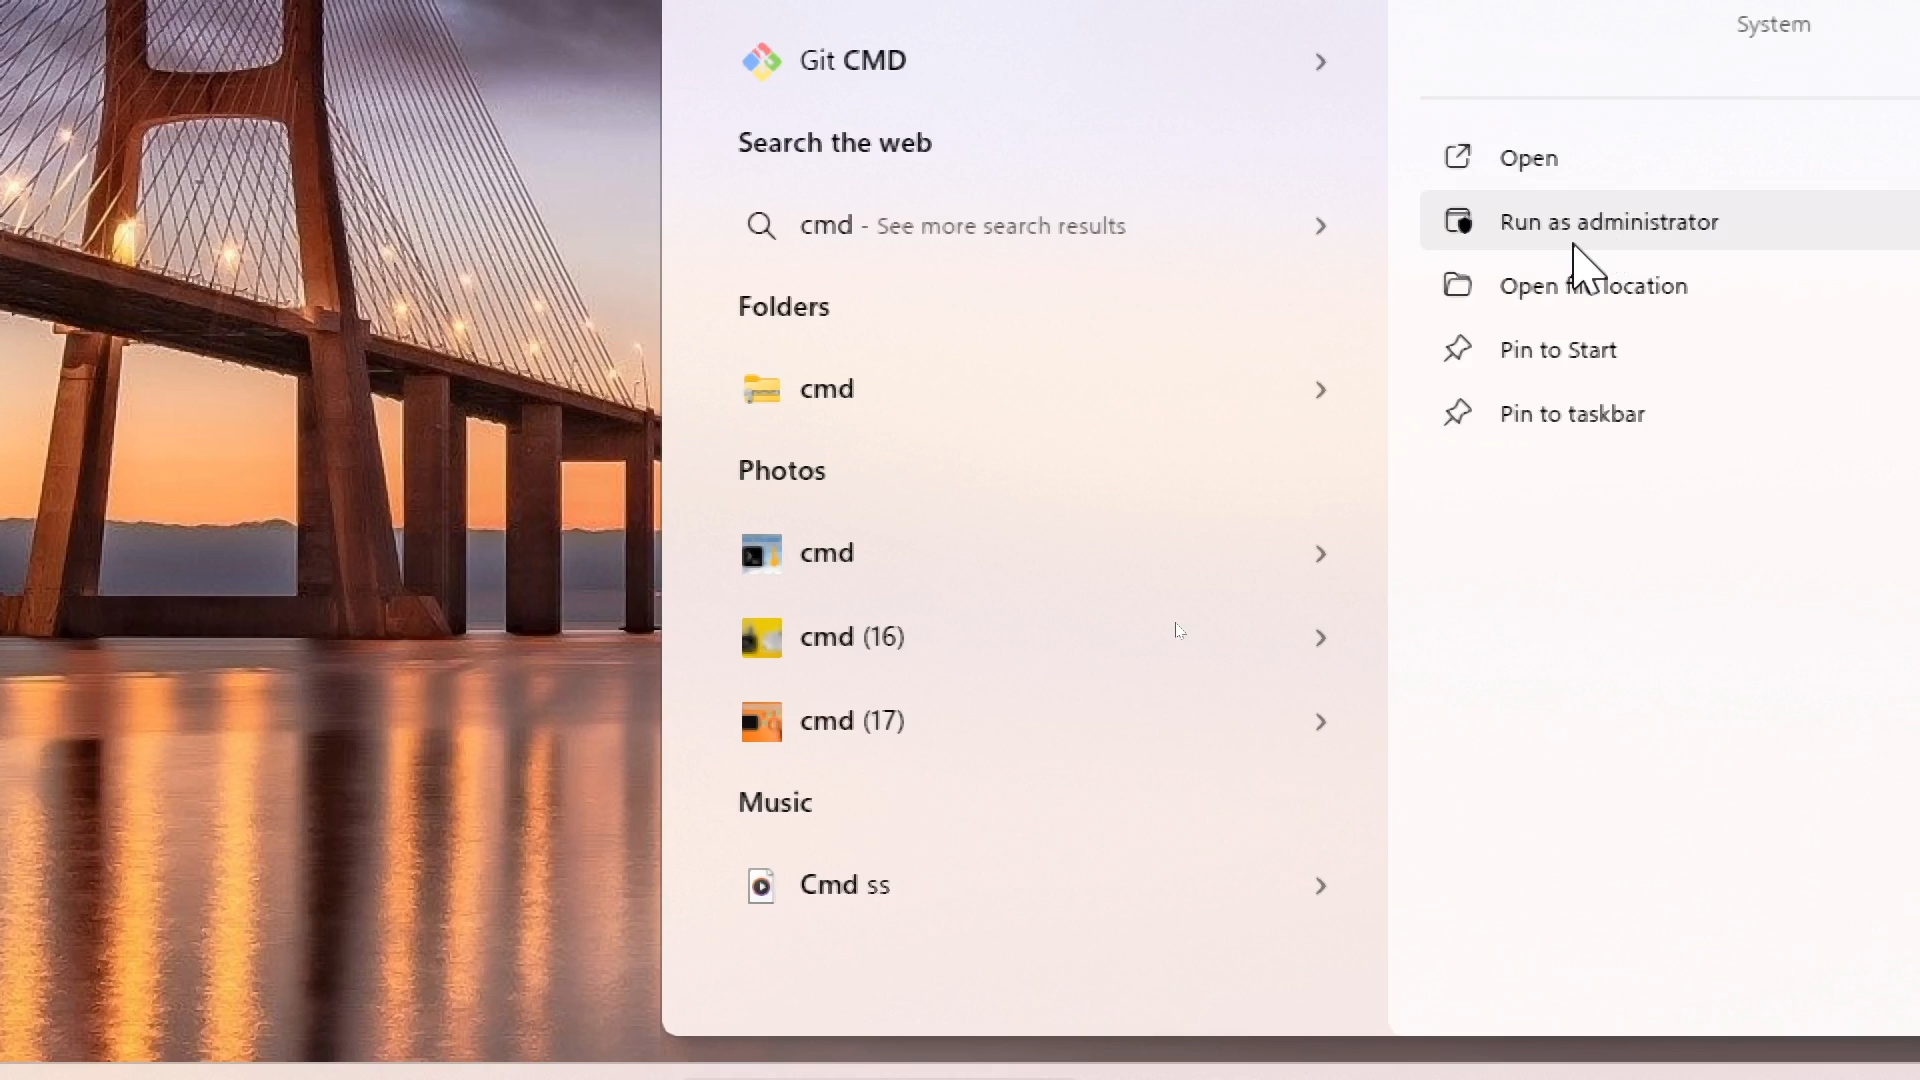 Git CMD
Search the web
cmd - See more search results
Folders
cmd
Photos
cmd
cmd (16)
cmd (17)
Music
Cmd ss
System
Open
Run as administrator
Open location
Pin to Start
Pin to taskbar